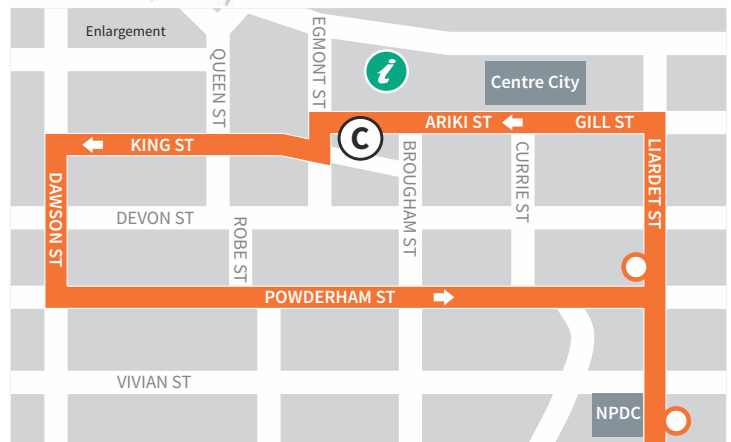 Enlargement
EGMONT ST
QUEEN ST
i
Centre City
ARIKI ST
GILL ST
C
KING ST
LIARDET ST
BROUGHAM ST
CURRIE ST
DAWSON ST
DEVON ST
ROBE ST
POWDERHAM ST
VIVIAN ST
NPDC